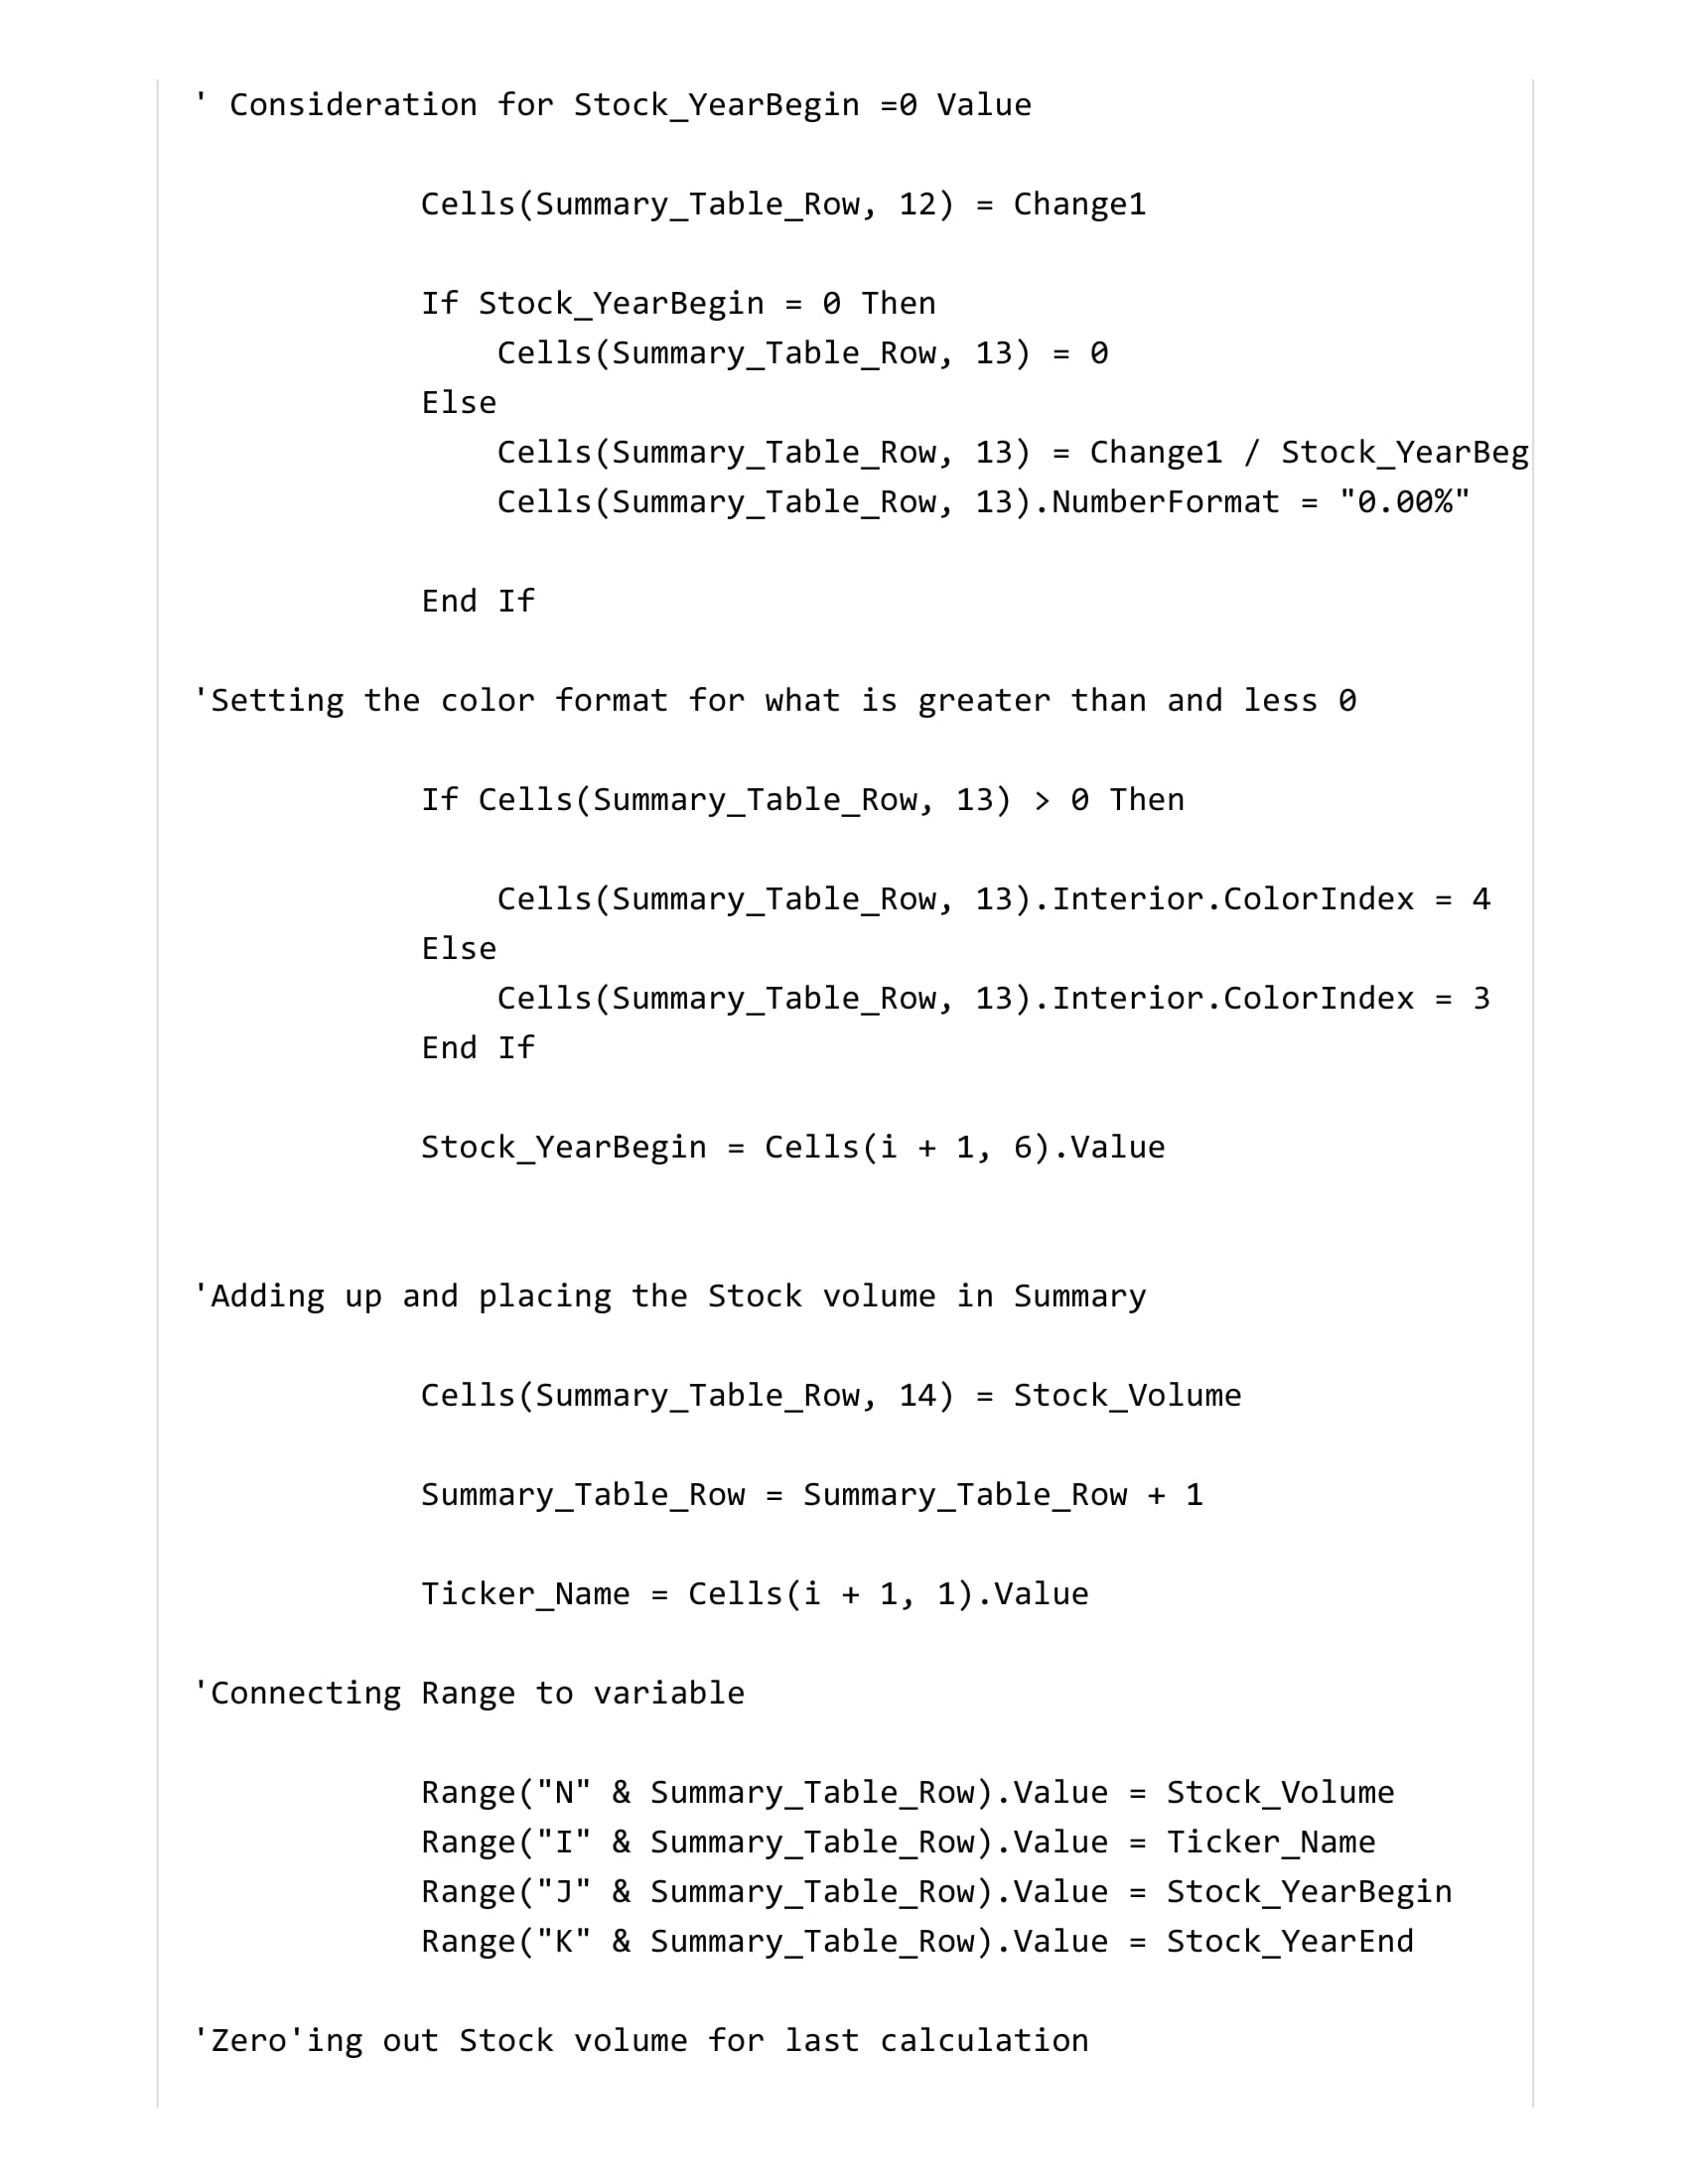 ' Consideration for Stock_YearBegin =0 Value
Cells(Summary_Table_Row, 12) = Change1
If Stock_YearBegin = 0 Then
Cells(Summary_Table_Row, 13) = 0
Else
Cells(Summary_Table_Row, 13) = Change1 / Stock_YearBeg
Cells(Summary_Table_Row, 13).NumberFormat = "0.00%"
End If
'Setting the color format for what is greater than and less 0
If Cells(Summary_Table_Row, 13) > 0 Then
Cells(Summary_Table_Row, 13).Interior.ColorIndex = 4
Else
Cells(Summary_Table_Row, 13).Interior.ColorIndex = 3
End If
Stock_YearBegin = Cells(i + 1, 6).Value
'Adding up and placing the Stock volume in Summary
Cells(Summary_Table_Row, 14) = Stock_Volume
Summary_Table_Row = Summary_Table_Row + 1
Ticker_Name = Cells(i + 1, 1).Value
'Connecting Range to variable
Range("N" & Summary_Table_Row).Value = Stock_Volume
Range("I" & Summary_Table_Row).Value = Ticker_Name
Range("J" & Summary_Table_Row).Value = Stock_YearBegin
Range("K" & Summary_Table_Row).Value = Stock_YearEnd
'Zero'ing out Stock volume for last calculation